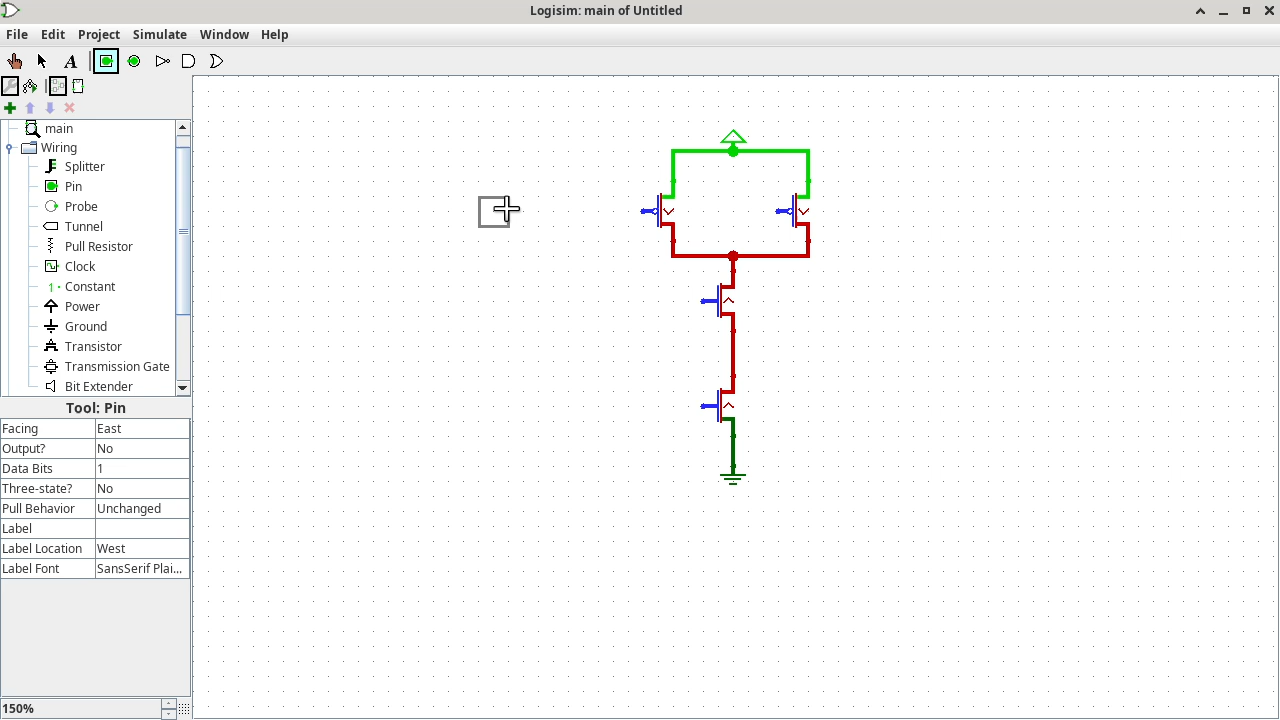 Logisim: main of Untitled
File Edit Project Simulate Window Help
A
main
Wiring
Splitter
Pin
Probe
Tunnel
Pull Resistor
Clock
1 Constant
Power
Ground
Transistor
Transmission Gate
Bit Extender
Tool: Pin
Facing East
Output? No
Data Bits 1
Three-state? No
Pull Behavior Unchanged
Label
Label Location West
Label Font SansSerif Plai...
150%